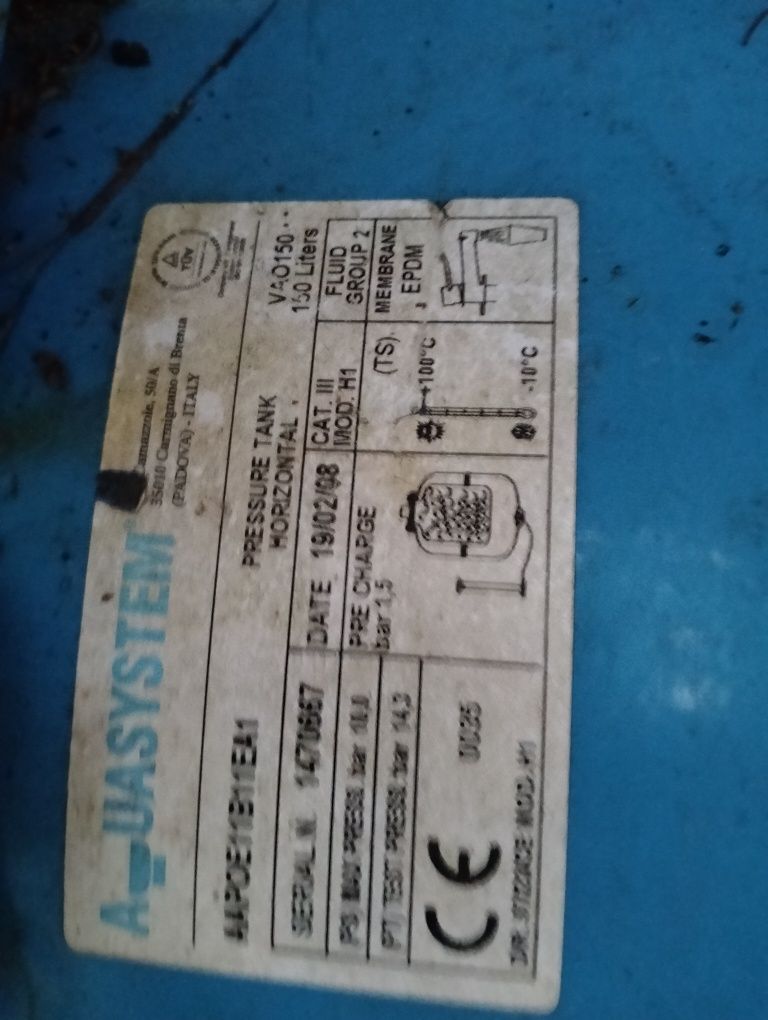 AQUASYSTEM
Camazzole, 50/A
35010 Carmignano di Brenta
(PADOVA) - ITALY
TÜV
PRESSURE TANK
HORIZONTAL
VAO150
150 Liters
SERIAL N. 1470667
DATE 19/02/08
CAT. III
MOD. H1
FLUID
GROUP 2
PS MAX PRESS. bar 10,0
PT TEST PRESS. bar 14,3
PRE CHARGE
bar 1,5
(TS).
+100°C
-10°C
MEMBRANE
EPDM
CE 0035
DIR. 97/23/CE MOD. H1